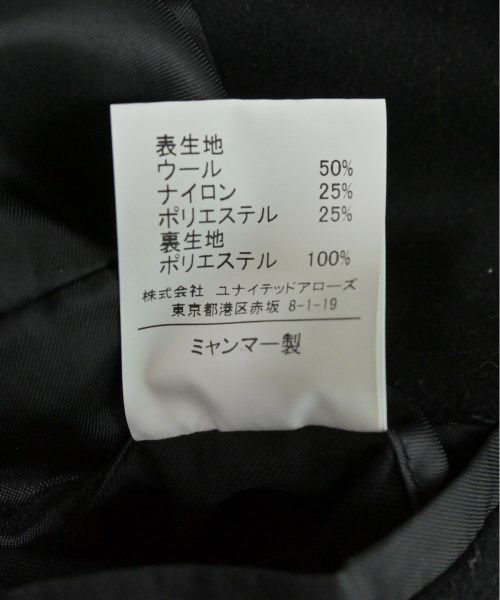 表生地
ウール 50%
ナイロン 25%
ポリエステル 25%
裏生地
ポリエステル 100%
株式会社 ユナイテッドアローズ
東京都港区赤坂 8-1-19
ミャンマー製